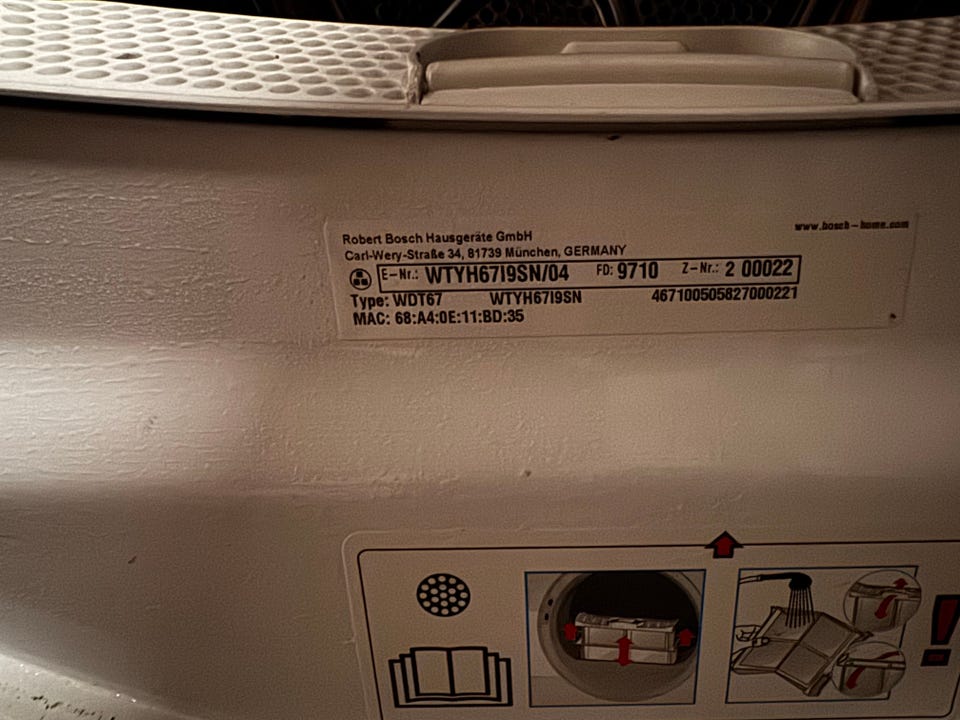 Robert Bosch Hausgeräte GmbH
www.bosch-home.com
Carl-Wery-Straße 34, 81739 München, GERMANY
E-Nr.: WTYH67I9SN/04 FD: 9710 Z-Nr.: 2 00022
Type: WDT67 WTYH67I9SN 467100505827000221
MAC: 68:A4:0E:11:BD:35